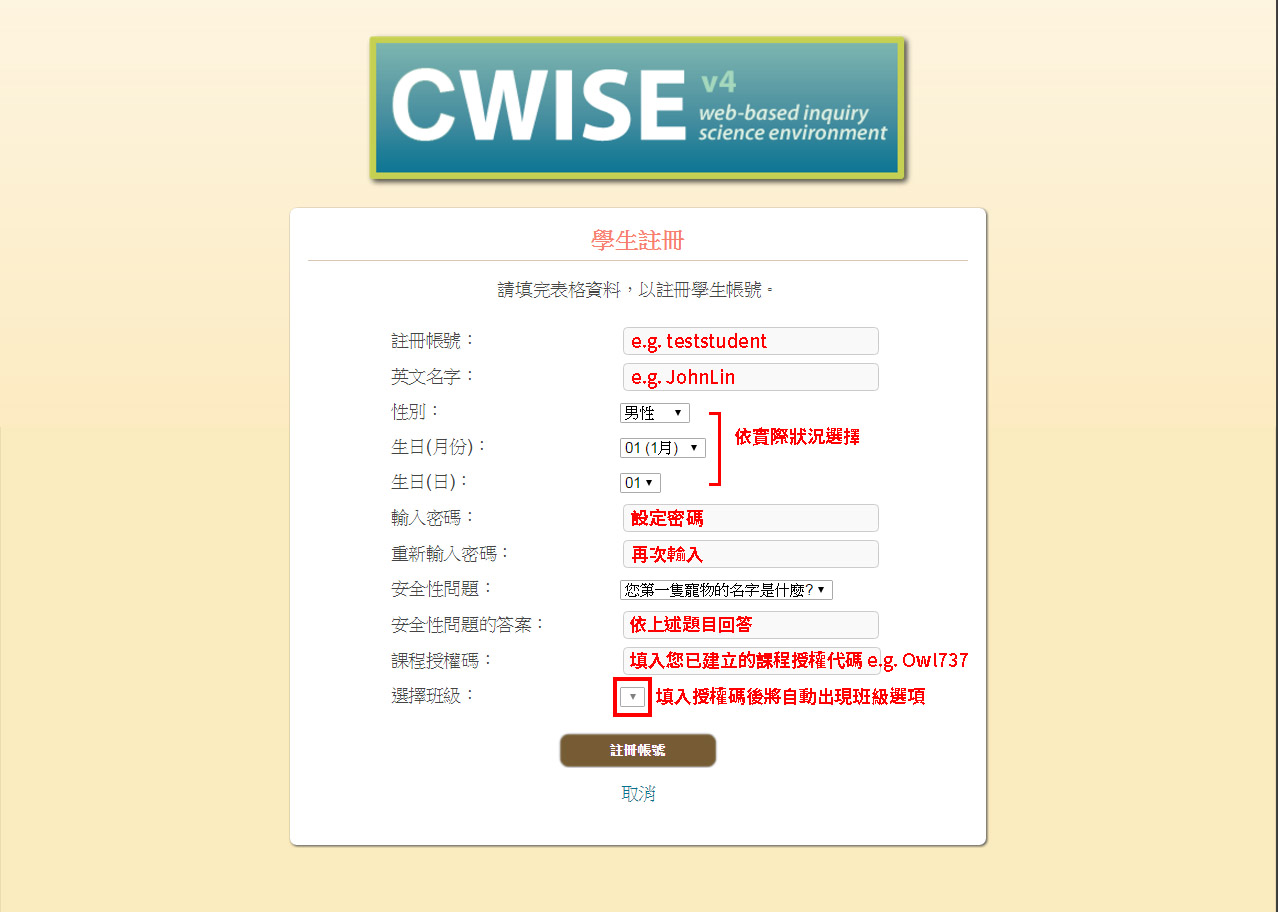 CWISE v4
web-based inquiry
science environment
學生註冊
請填完表格資料，以註冊學生帳號。
註冊帳號： e.g. teststudent
英文名字： e.g. JohnLin
性別： 男性
依實際狀況選擇
生日(月份)： 01 (1月)
生日(日)： 01
輸入密碼： 設定密碼
重新輸入密碼： 再次輸入
安全性問題： 您第一隻寵物的名字是什麼?
安全性問題的答案： 依上述題目回答
課程授權碼： 填入您已建立的課程授權代碼 e.g. Owl737
選擇班級： 填入授權碼後將自動出現班級選項
註冊帳號
取消